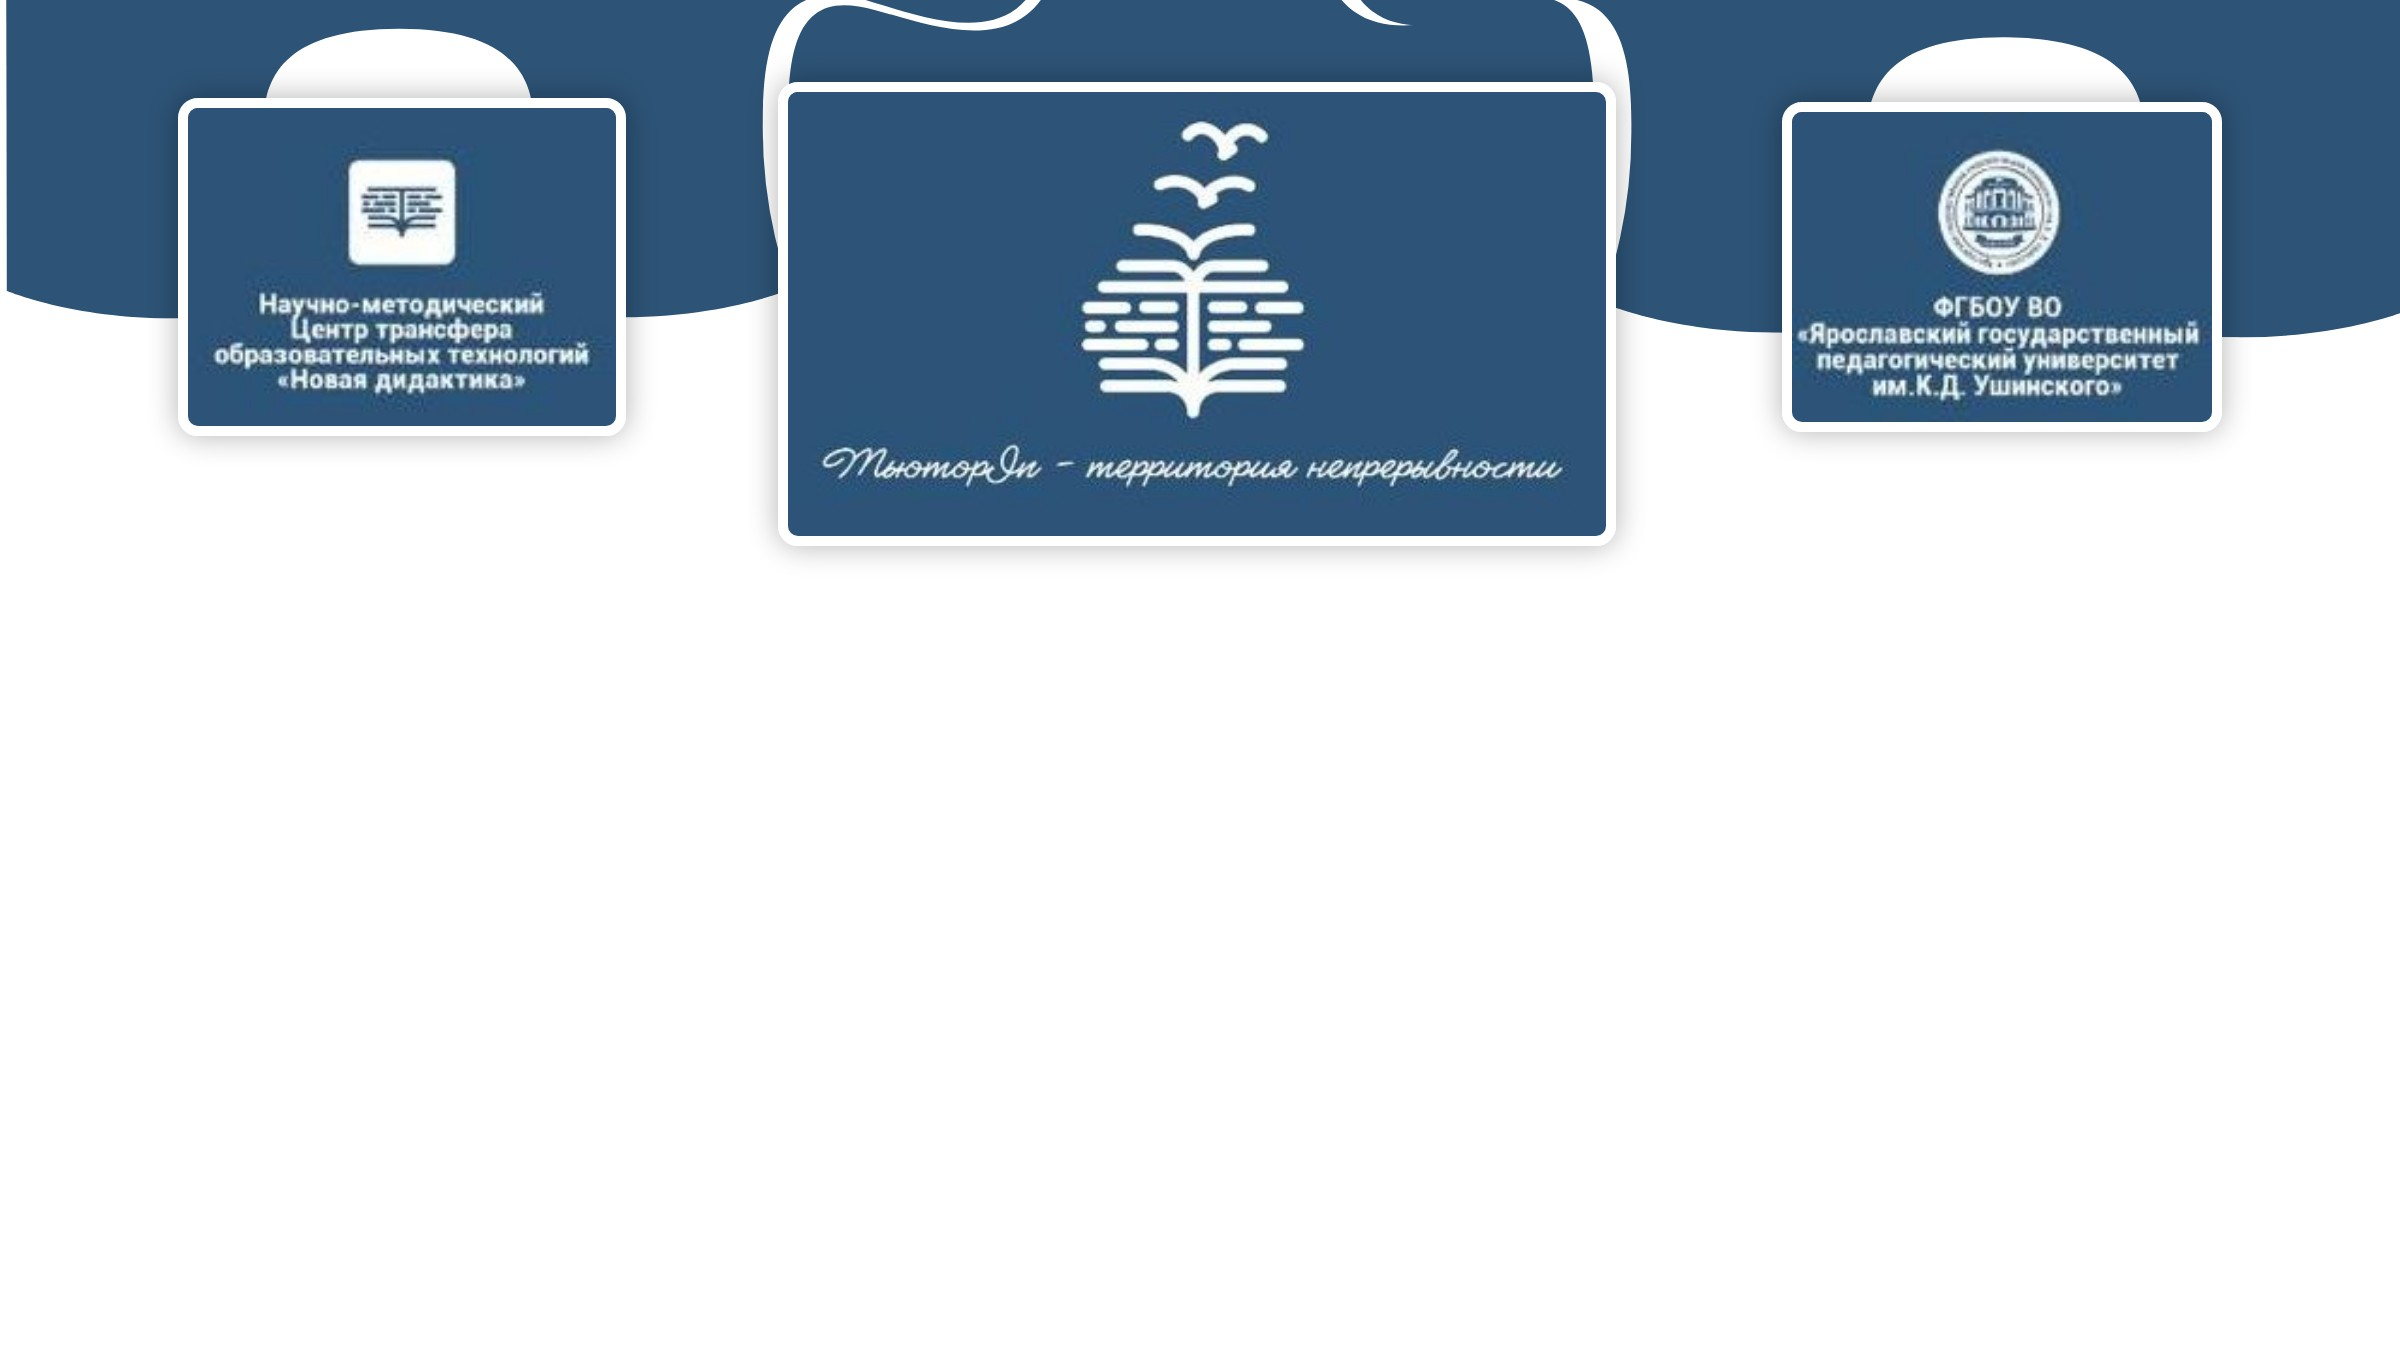 Научно-методический
Центр трансфера
образовательных технологий
«Новая дидактика»
ТьюторIn – территория непрерывности
ФГБОУ ВО
«Ярославский государственный
педагогический университет
им.К.Д. Ушинского»